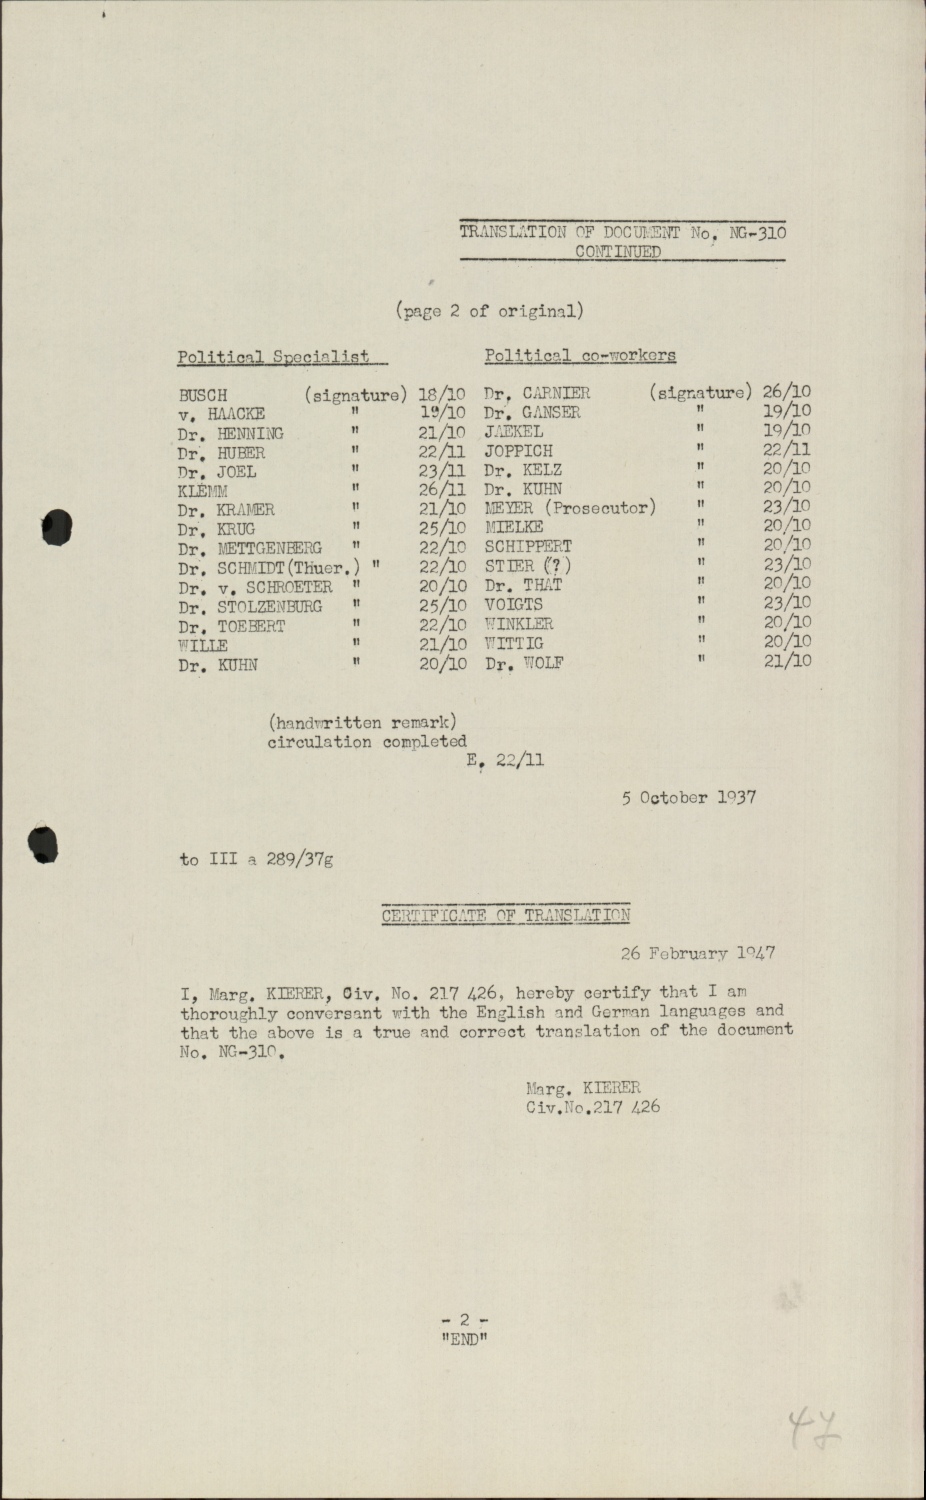 TRANSLATION OF DOCUMENT No. NG-310
CONTINUED
(page 2 of original)
Political Specialist Political co-workers
BUSCH (signature) 18/10 Dr. CARNIER (signature) 26/10
v. HAACKE " 19/10 Dr. GANSER " 19/10
Dr. HENNING " 21/10 JAEKEL " 19/10
Dr. HUBER " 22/11 JOPPICH " 22/11
Dr. JOEL " 23/11 Dr. KELZ " 20/10
KLEMM " 26/11 Dr. KUHN " 20/10
Dr. KRAMER " 21/10 MEYER (Prosecutor) " 23/10
Dr. KRUG " 25/10 MIELKE " 20/10
Dr. METTGENBERG " 22/10 SCHIPPERT " 20/10
Dr. SCHMIDT(Thuer.) " 22/10 STIER (?) " 23/10
Dr. v. SCHROETER " 20/10 Dr. THAT " 20/10
Dr. STOLZENBURG " 25/10 VOIGTS " 23/10
Dr. TOEBERT " 22/10 WINKLER " 20/10
WILLE " 21/10 WITTIG " 20/10
Dr. KUHN " 20/10 Dr. WOLF " 21/10
(handwritten remark)
circulation completed
E. 22/11
5 October 1937
to III a 289/37g
CERTIFICATE OF TRANSLATION
26 February 1947
I, Marg. KIERER, Civ. No. 217 426, hereby certify that I am
thoroughly conversant with the English and German languages and
that the above is a true and correct translation of the document
No. NG-310.
Marg. KIERER
Civ.No.217 426
- 2 -
"END"
47